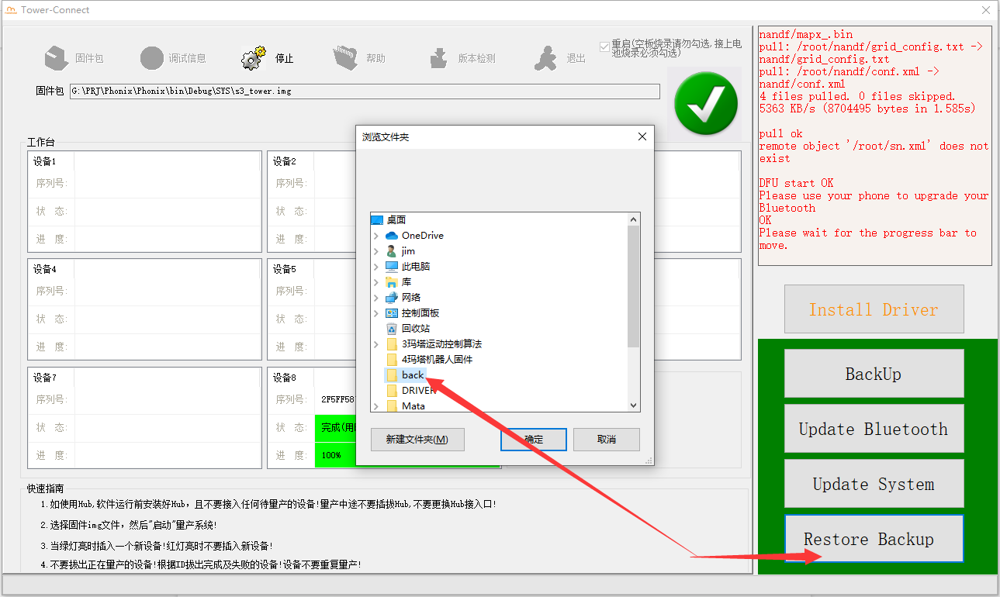 Tower-Connect
固件包
调试信息
停止
帮助
版本检测
退出
重启(空板烧录请勿勾选,接上电
池烧录必须勾选)
固件包 G:\PRJ\Phonix\Phonix\bin\Debug\SYS\s3_tower.img
工作台
设备1
序列号:
状 态:
进 度:
设备2
序列号:
状 态:
进 度:
设备4
序列号:
状 态:
进 度:
设备5
序列号:
状 态:
进 度:
设备7
序列号:
状 态:
进 度:
设备8
序列号: 2F5FF58
状 态: 完成(用
进 度: 100%
浏览文件夹
桌面
OneDrive
jim
此电脑
库
网络
控制面板
回收站
3玛塔运动控制算法
4玛塔机器人固件
back
DRIVER
Mata
新建文件夹(M)
确定
取消
快速指南
1.如使用Hub,软件运行前安装好Hub，且不要接入任何待量产的设备!量产中途不要插拔Hub,不要更换Hub接入口!
2.选择固件img文件，然后"启动"量产系统!
3.当绿灯亮时插入一个新设备!红灯亮时不要插入新设备!
4.不要拔出正在量产的设备!根据ID拔出完成及失败的设备!设备不要重复量产!
nandf/mapx_.bin
pull: /root/nandf/grid_config.txt ->
nandf/grid_config.txt
pull: /root/nandf/conf.xml ->
nandf/conf.xml
4 files pulled. 0 files skipped.
5363 KB/s (8704495 bytes in 1.585s)
pull ok
remote object '/root/sn.xml' does not
exist
DFU start OK
Please use your phone to upgrade your
Bluetooth
OK
Please wait for the progress bar to
move.
Install Driver
BackUp
Update Bluetooth
Update System
Restore Backup